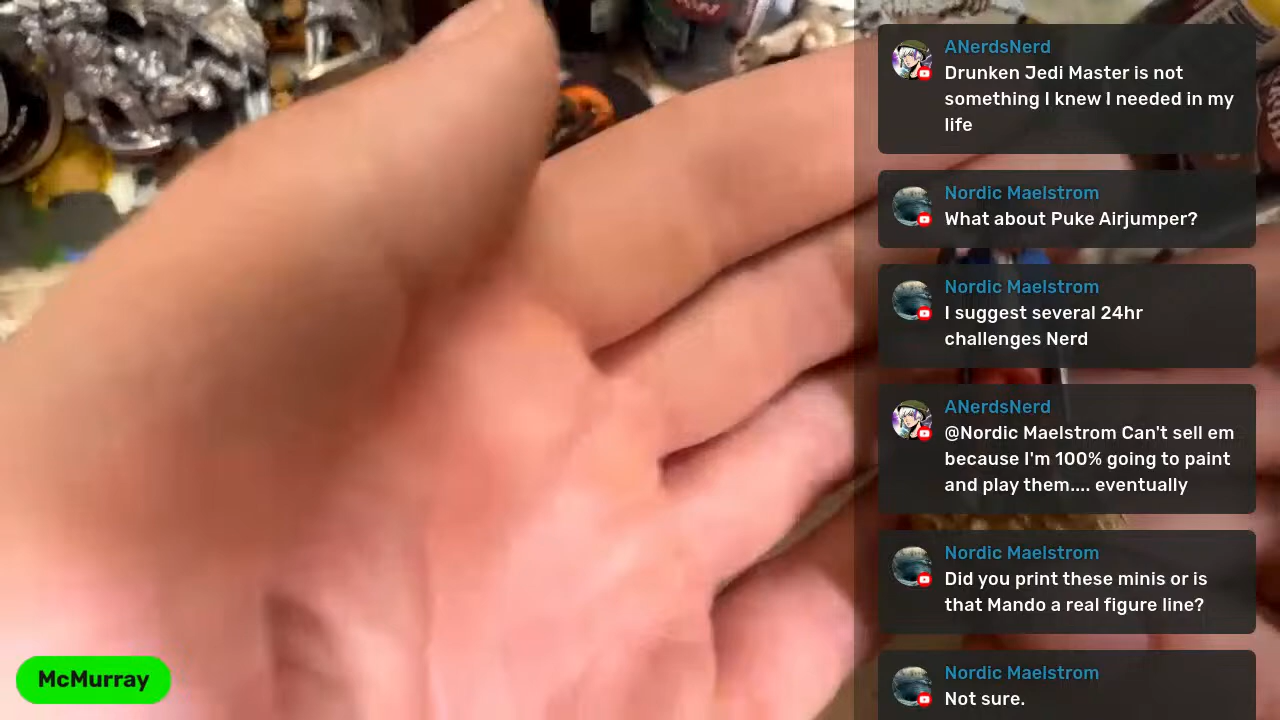 ANerdsNerd
Drunken Jedi Master is not
something I knew I needed in my
life
Nordic Maelstrom
What about Puke Airjumper?
Nordic Maelstrom
I suggest several 24hr
challenges Nerd
ANerdsNerd
@Nordic Maelstrom Can't sell em
because I'm 100% going to paint
and play them.... eventually
Nordic Maelstrom
Did you print these minis or is
that Mando a real figure line?
Nordic Maelstrom
Not sure.
McMurray